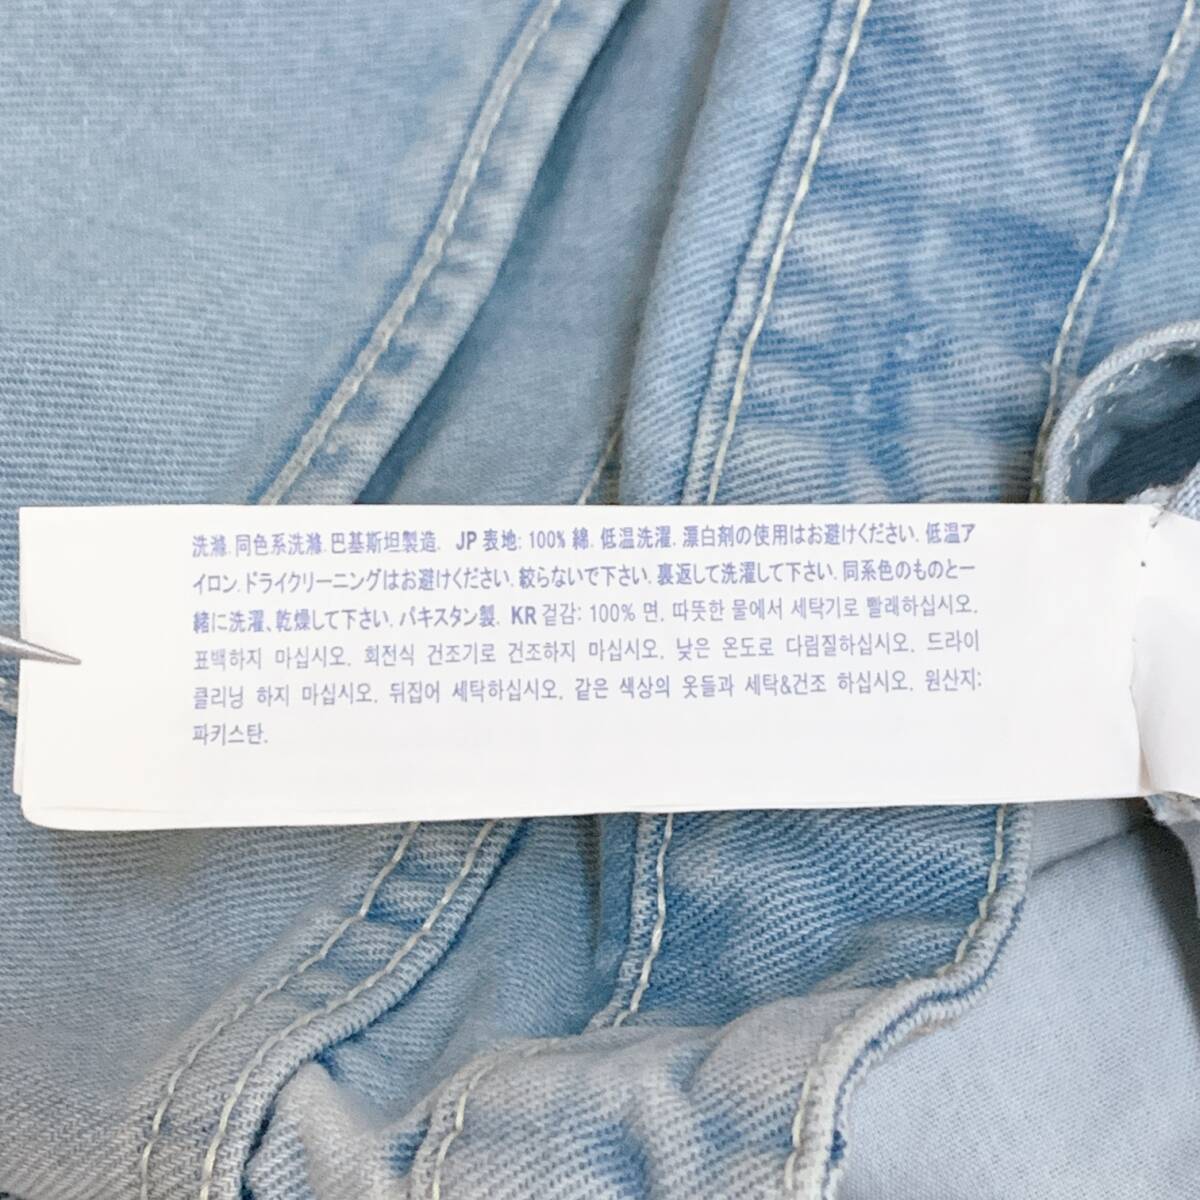 洗滌. 同色系洗滌. 巴基斯坦製造. JP 表地: 100% 綿. 低温洗濯. 漂白剤の使用はお避けください. 低温ア
イロン. ドライクリーニングはお避けください. 絞らないで下さい. 裏返して洗濯して下さい. 同系色のものと一
緒に洗濯、乾燥して下さい. パキスタン製. KR 겉감: 100% 면. 따뜻한 물에서 세탁기로 빨래하십시오.
표백하지 마십시오. 회전식 건조기로 건조하지 마십시오. 낮은 온도로 다림질하십시오. 드라이
클리닝 하지 마십시오. 뒤집어 세탁하십시오. 같은 색상의 옷들과 세탁&건조 하십시오. 원산지:
파키스탄.